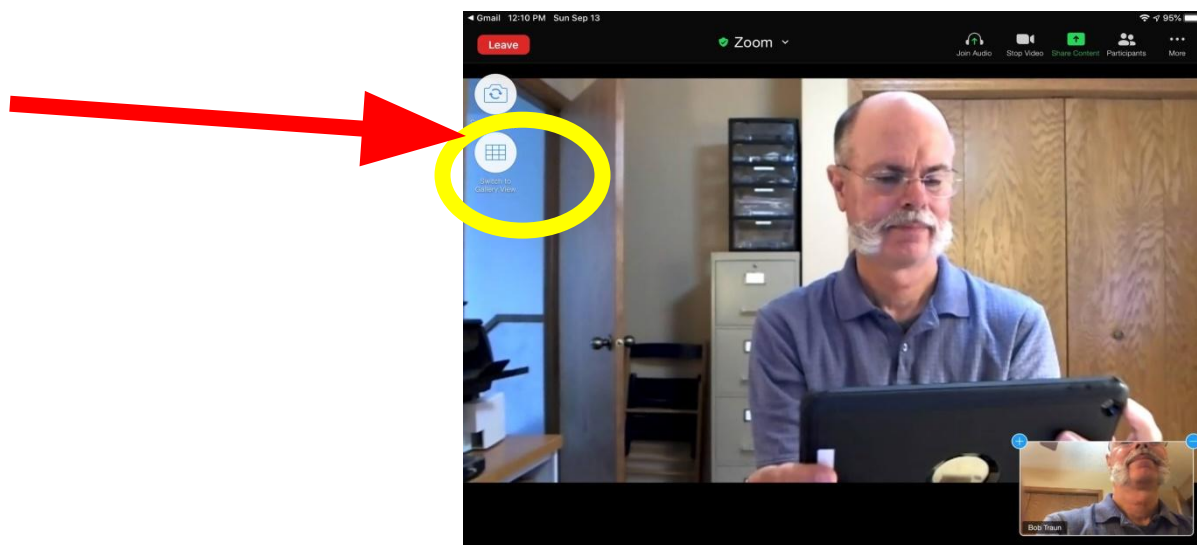 Gmail 12:10 PM Sun Sep 13
95%
Leave
Zoom
Join Audio
Stop Video
Share Content
Participants
More
Switch to
Gallery View
Bob Traun